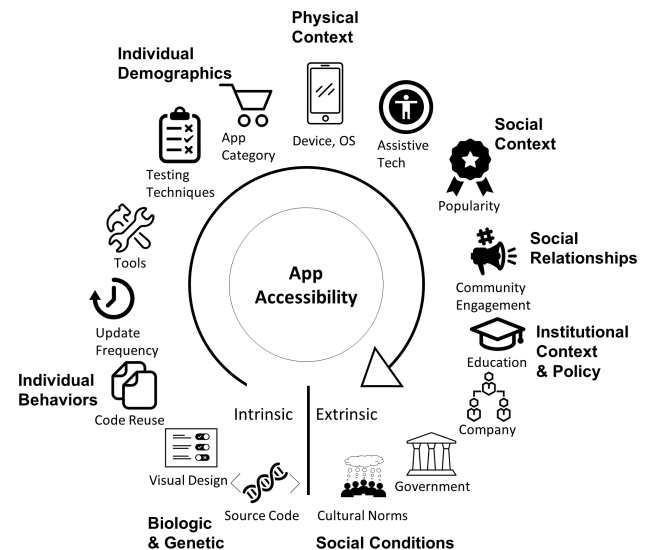 Physical
Context
Individual
Demographics
App
Category
Device, OS
Assistive
Tech
Social
Context
Testing
Techniques
Popularity
Tools
Social
Relationships
App
Accessibility
Community
Engagement
Update
Frequency
Institutional
Context
& Policy
Education
Individual
Behaviors
Code Reuse
Intrinsic
Extrinsic
Company
Visual Design
Government
Source Code
Cultural Norms
Biologic
& Genetic
Social Conditions